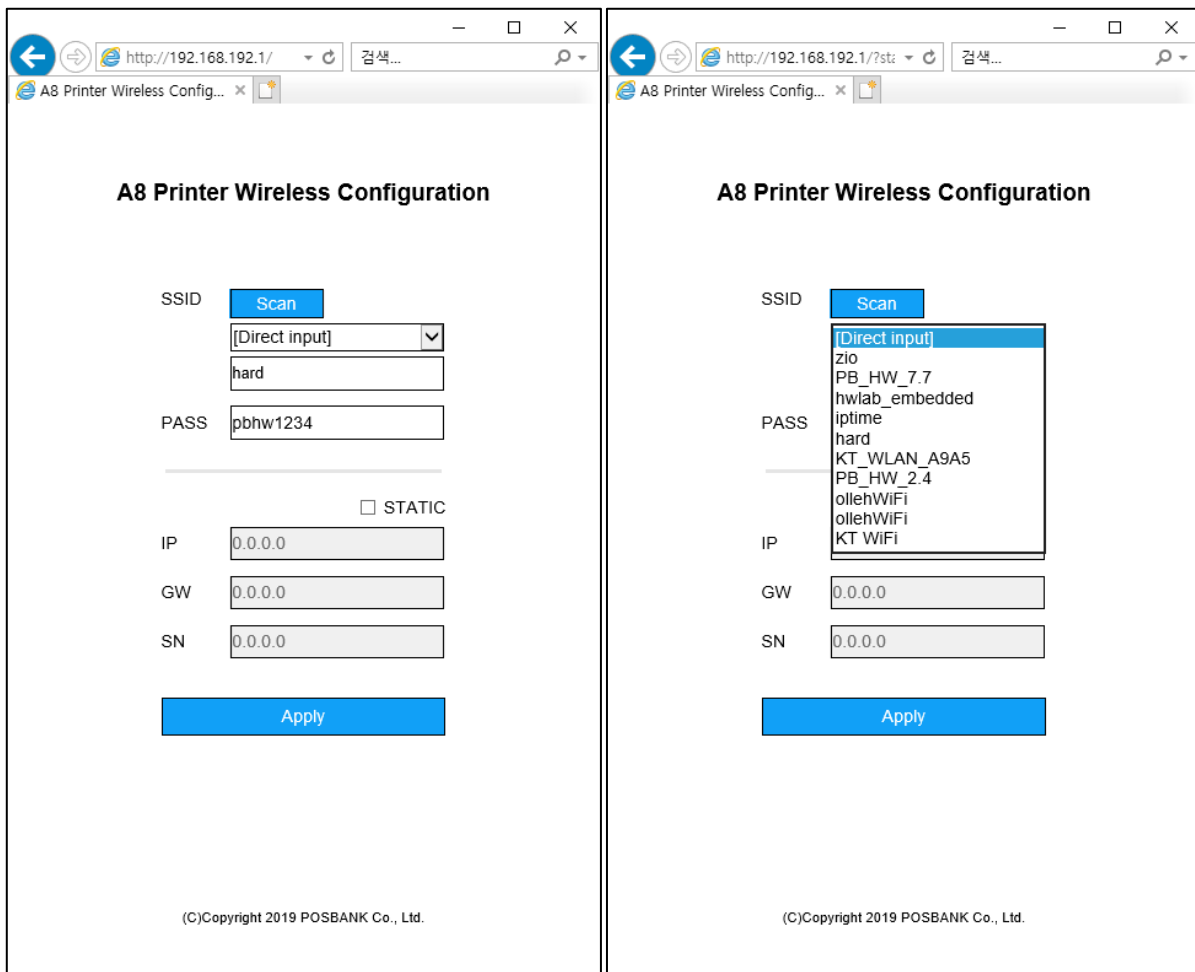 http://192.168.192.1/
검색...
A8 Printer Wireless Config...
A8 Printer Wireless Configuration
SSID
Scan
[Direct input]
hard
PASS
pbhw1234
STATIC
IP
0.0.0.0
GW
0.0.0.0
SN
0.0.0.0
Apply
(C)Copyright 2019 POSBANK Co., Ltd.
http://192.168.192.1/?sta
검색...
A8 Printer Wireless Config...
A8 Printer Wireless Configuration
SSID
Scan
[Direct input]
zio
PB_HW_7.7
hwlab_embedded
iptime
hard
KT_WLAN_A9A5
PB_HW_2.4
ollehWiFi
ollehWiFi
KT WiFi
PASS
IP
GW
0.0.0.0
SN
0.0.0.0
Apply
(C)Copyright 2019 POSBANK Co., Ltd.